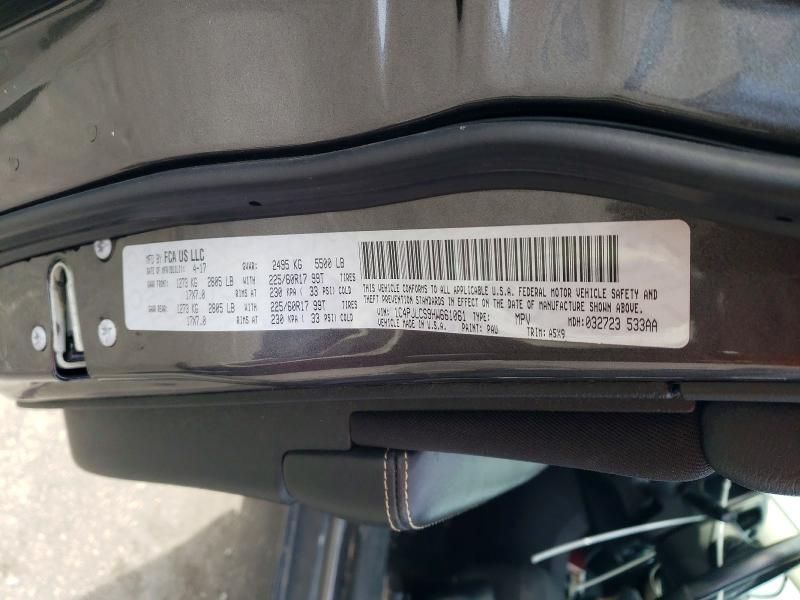 MFD BY FCA US LLC
DATE OF MFR 4-17 GVWR: 2495 KG 5500 LB
GAWR FRONT: 1273 KG 2805 LB WITH 225/60R17 99T TIRES
17X7.0 RIMS AT 230 KPA ( 33 PSI) COLD
GAWR REAR: 1273 KG 2805 LB WITH 225/60R17 99T TIRES
17X7.0 RIMS AT 230 KPA ( 33 PSI) COLD
THIS VEHICLE CONFORMS TO ALL APPLICABLE U.S.A. FEDERAL MOTOR VEHICLE SAFETY AND
THEFT PREVENTION STANDARDS IN EFFECT ON THE DATE OF MANUFACTURE SHOWN ABOVE.
VIN: 1C4PJLCS9HW661061 TYPE: MPV MDH: 032723 533AA
MADE IN U.S.A. PAINT: PAU TRIM: A5X9